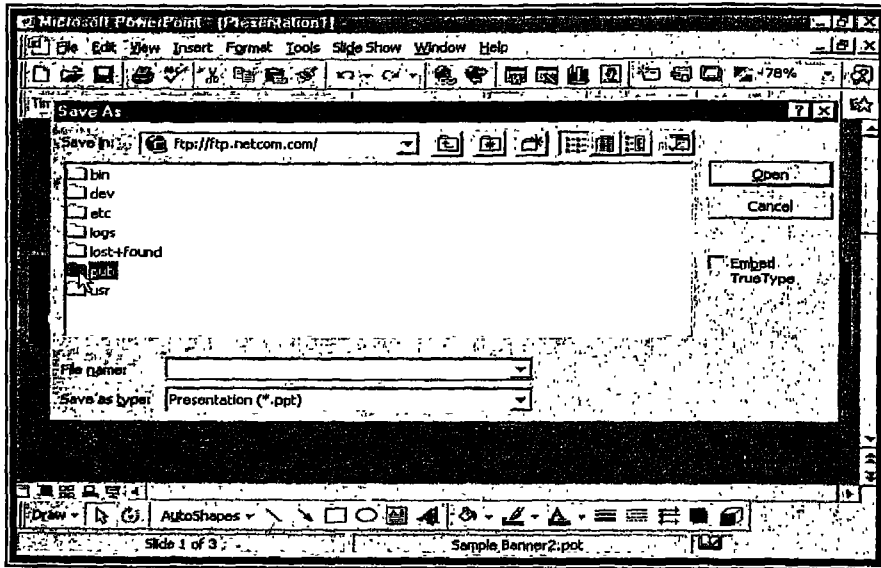 Microsoft PowerPoint - [Presentation1]
File Edit View Insert Format Tools Slide Show Window Help
78%
Save As
Save in: ftp://ftp.netcom.com/
bin
dev
etc
logs
lost+found
pub
usr
Open
Cancel
Embed
TrueType
File name:
Save as type: Presentation (*.ppt)
Draw AutoShapes
Slide 1 of 3 Sample Banner2.pot